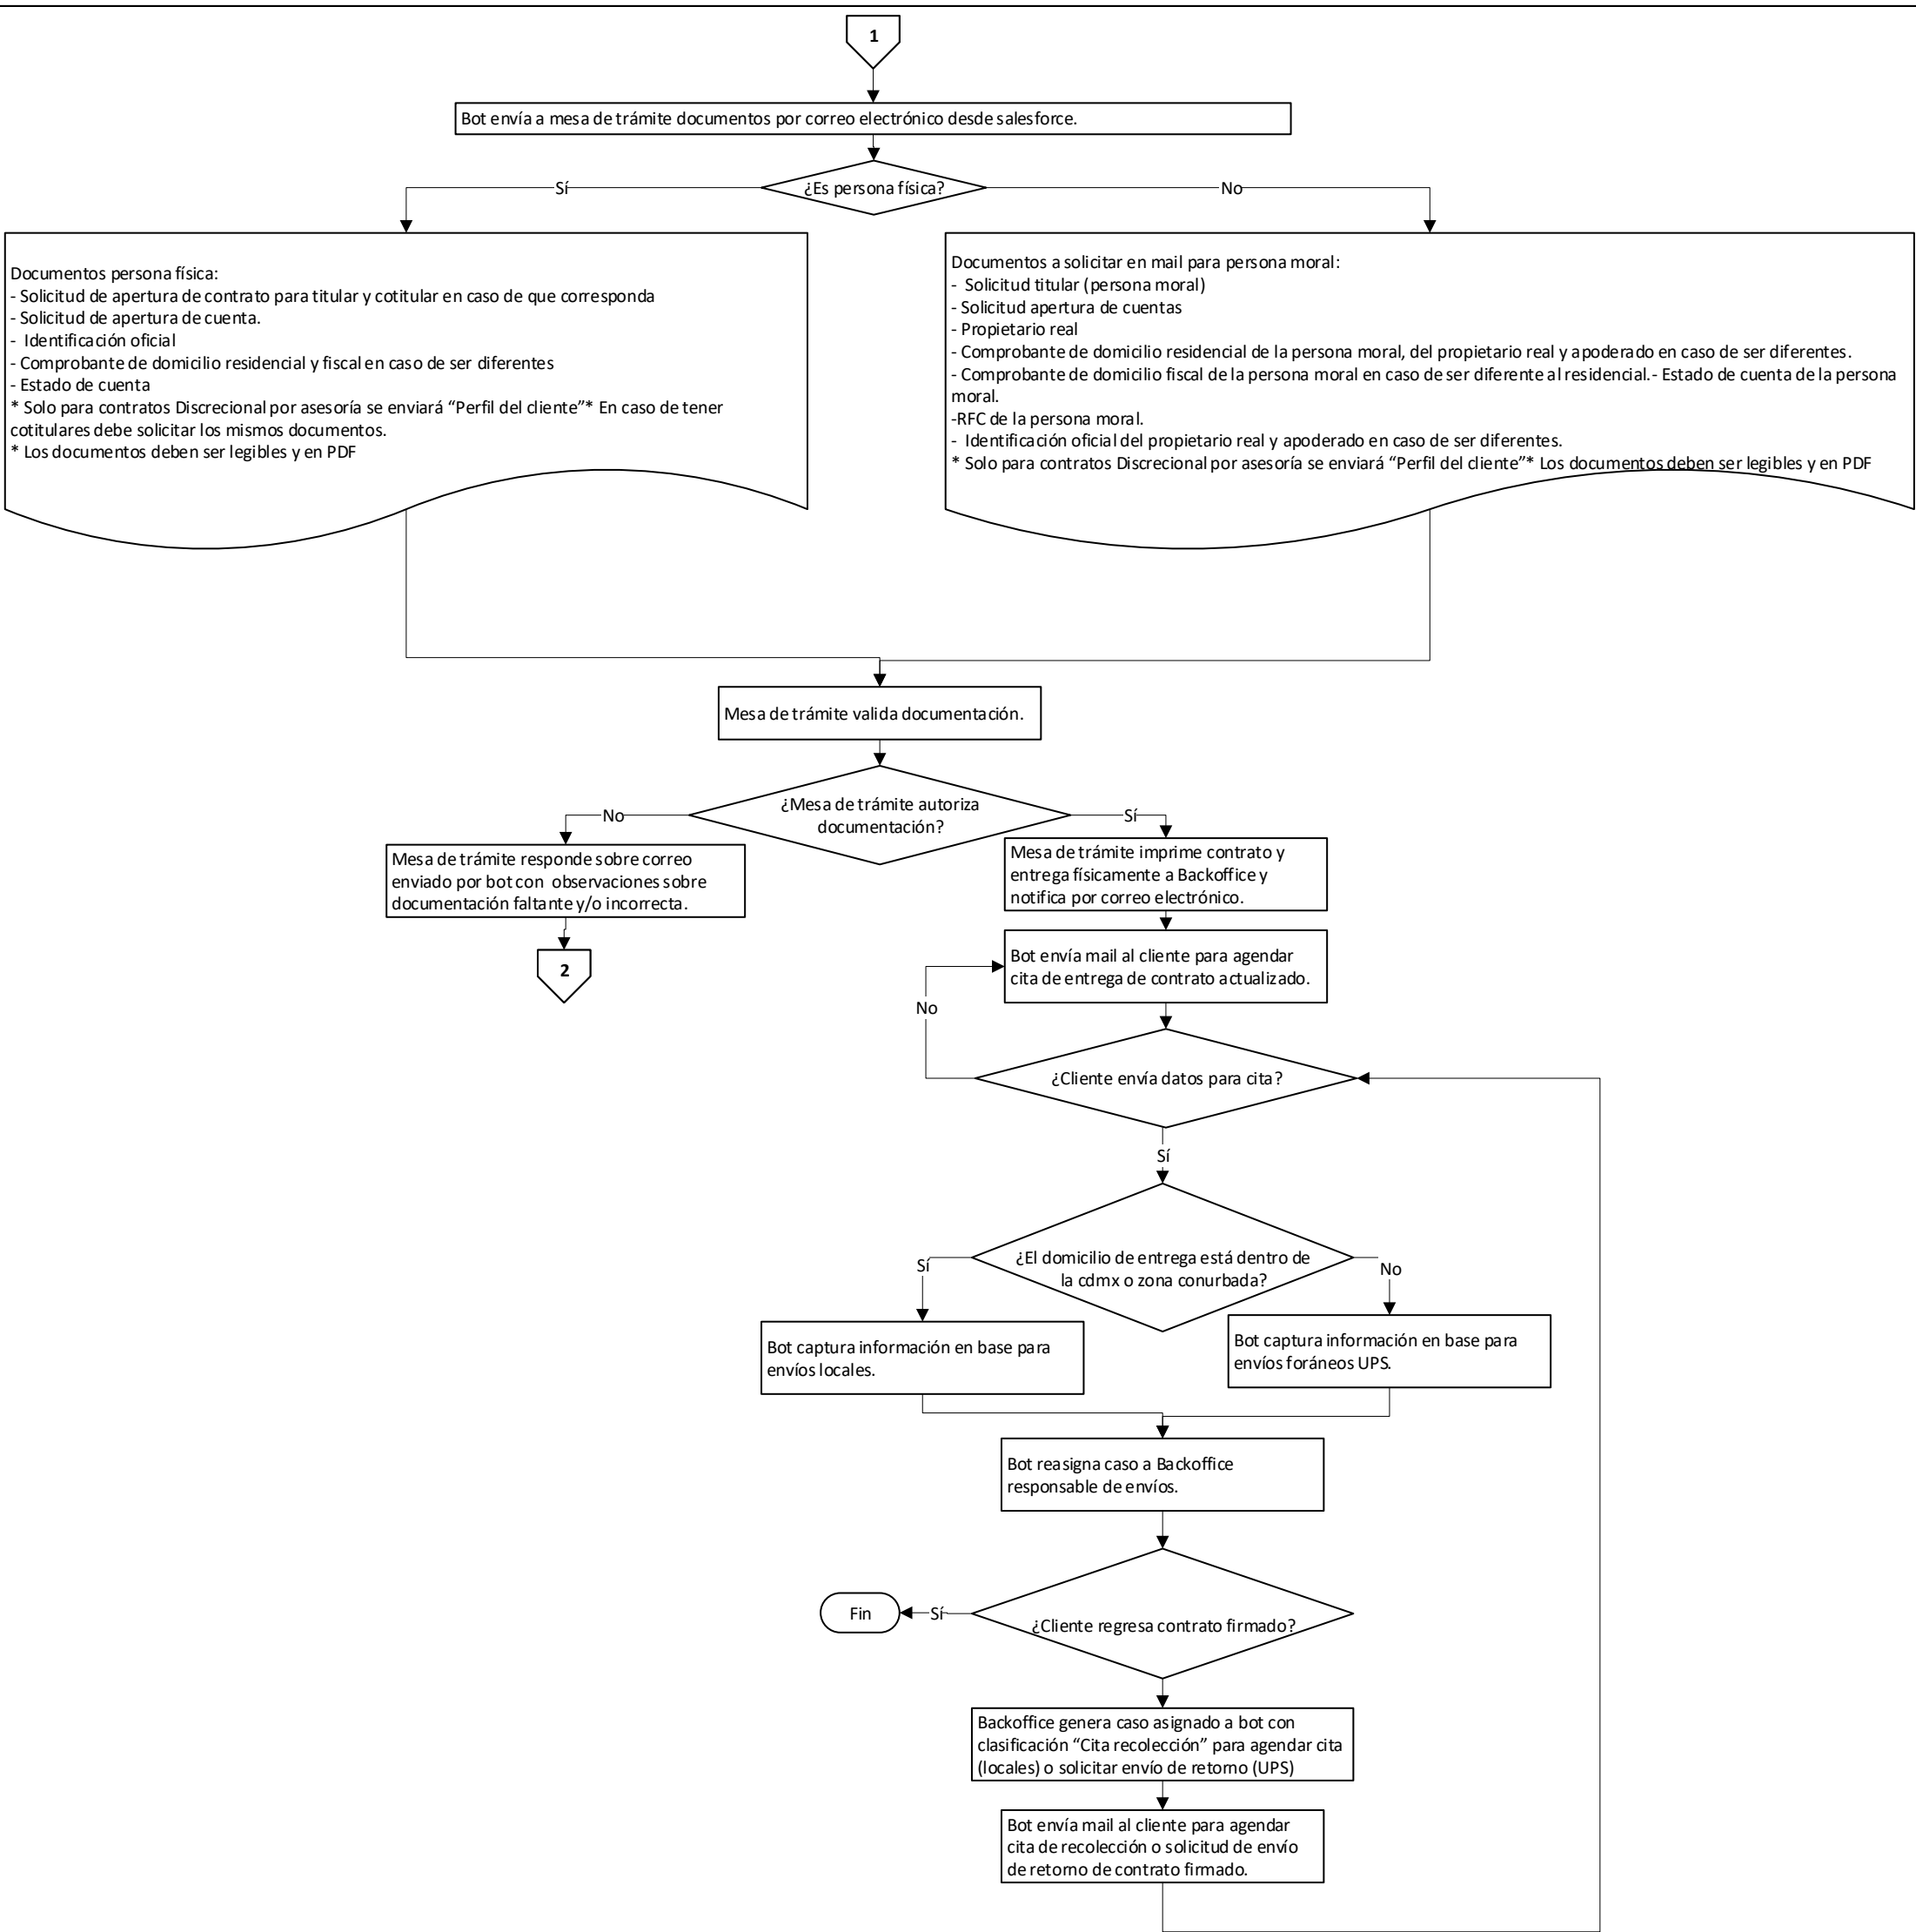 1
Bot envía a mesa de trámite documentos por correo electrónico desde salesforce.
¿Es persona física?
Sí
No
Documentos persona física:
- Solicitud de apertura de contrato para titular y cotitular en caso de que corresponda
- Solicitud de apertura de cuenta.
- Identificación oficial
- Comprobante de domicilio residencial y fiscal en caso de ser diferentes
- Estado de cuenta
* Solo para contratos Discrecional por asesoría se enviará “Perfil del cliente”* En caso de tener
cotitulares debe solicitar los mismos documentos.
* Los documentos deben ser legibles y en PDF
Documentos a solicitar en mail para persona moral:
- Solicitud titular (persona moral)
- Solicitud apertura de cuentas
- Propietario real
- Comprobante de domicilio residencial de la persona moral, del propietario real y apoderado en caso de ser diferentes.
- Comprobante de domicilio fiscal de la persona moral en caso de ser diferente al residencial.- Estado de cuenta de la persona
moral.
-RFC de la persona moral.
- Identificación oficial del propietario real y apoderado en caso de ser diferentes.
* Solo para contratos Discrecional por asesoría se enviará “Perfil del cliente”* Los documentos deben ser legibles y en PDF
Mesa de trámite valida documentación.
¿Mesa de trámite autoriza
documentación?
No
Sí
Mesa de trámite responde sobre correo
enviado por bot con observaciones sobre
documentación faltante y/o incorrecta.
2
Mesa de trámite imprime contrato y
entrega físicamente a Backoffice y
notifica por correo electrónico.
Bot envía mail al cliente para agendar
cita de entrega de contrato actualizado.
No
¿Cliente envía datos para cita?
Sí
¿El domicilio de entrega está dentro de
la cdmx o zona conurbada?
Sí
No
Bot captura información en base para
envíos locales.
Bot captura información en base para
envíos foráneos UPS.
Bot reasigna caso a Backoffice
responsable de envíos.
¿Cliente regresa contrato firmado?
Sí
Fin
Backoffice genera caso asignado a bot con
clasificación “Cita recolección” para agendar cita
(locales) o solicitar envío de retorno (UPS)
Bot envía mail al cliente para agendar
cita de recolección o solicitud de envío
de retorno de contrato firmado.